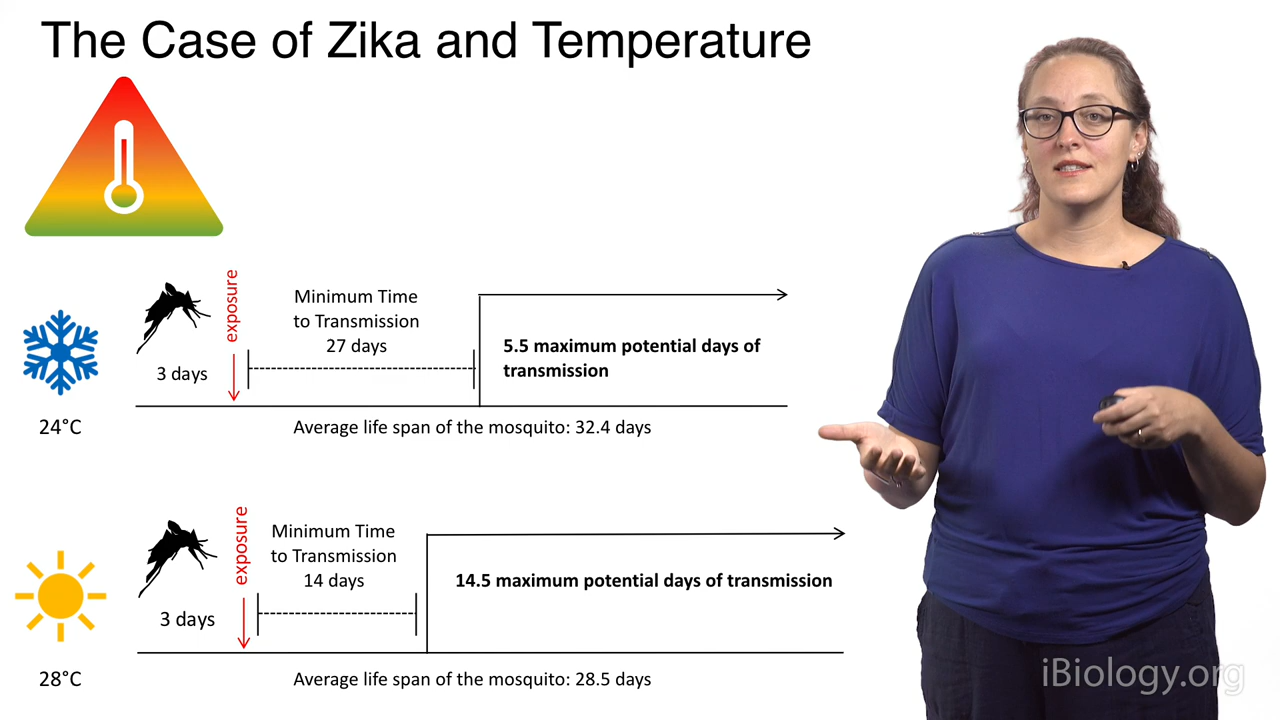 The Case of Zika and Temperature
exposure
Minimum Time
to Transmission
27 days
3 days
5.5 maximum potential days of
transmission
24°C
Average life span of the mosquito: 32.4 days
exposure
Minimum Time
to Transmission
14 days
3 days
14.5 maximum potential days of transmission
28°C
Average life span of the mosquito: 28.5 days
iBiology.org